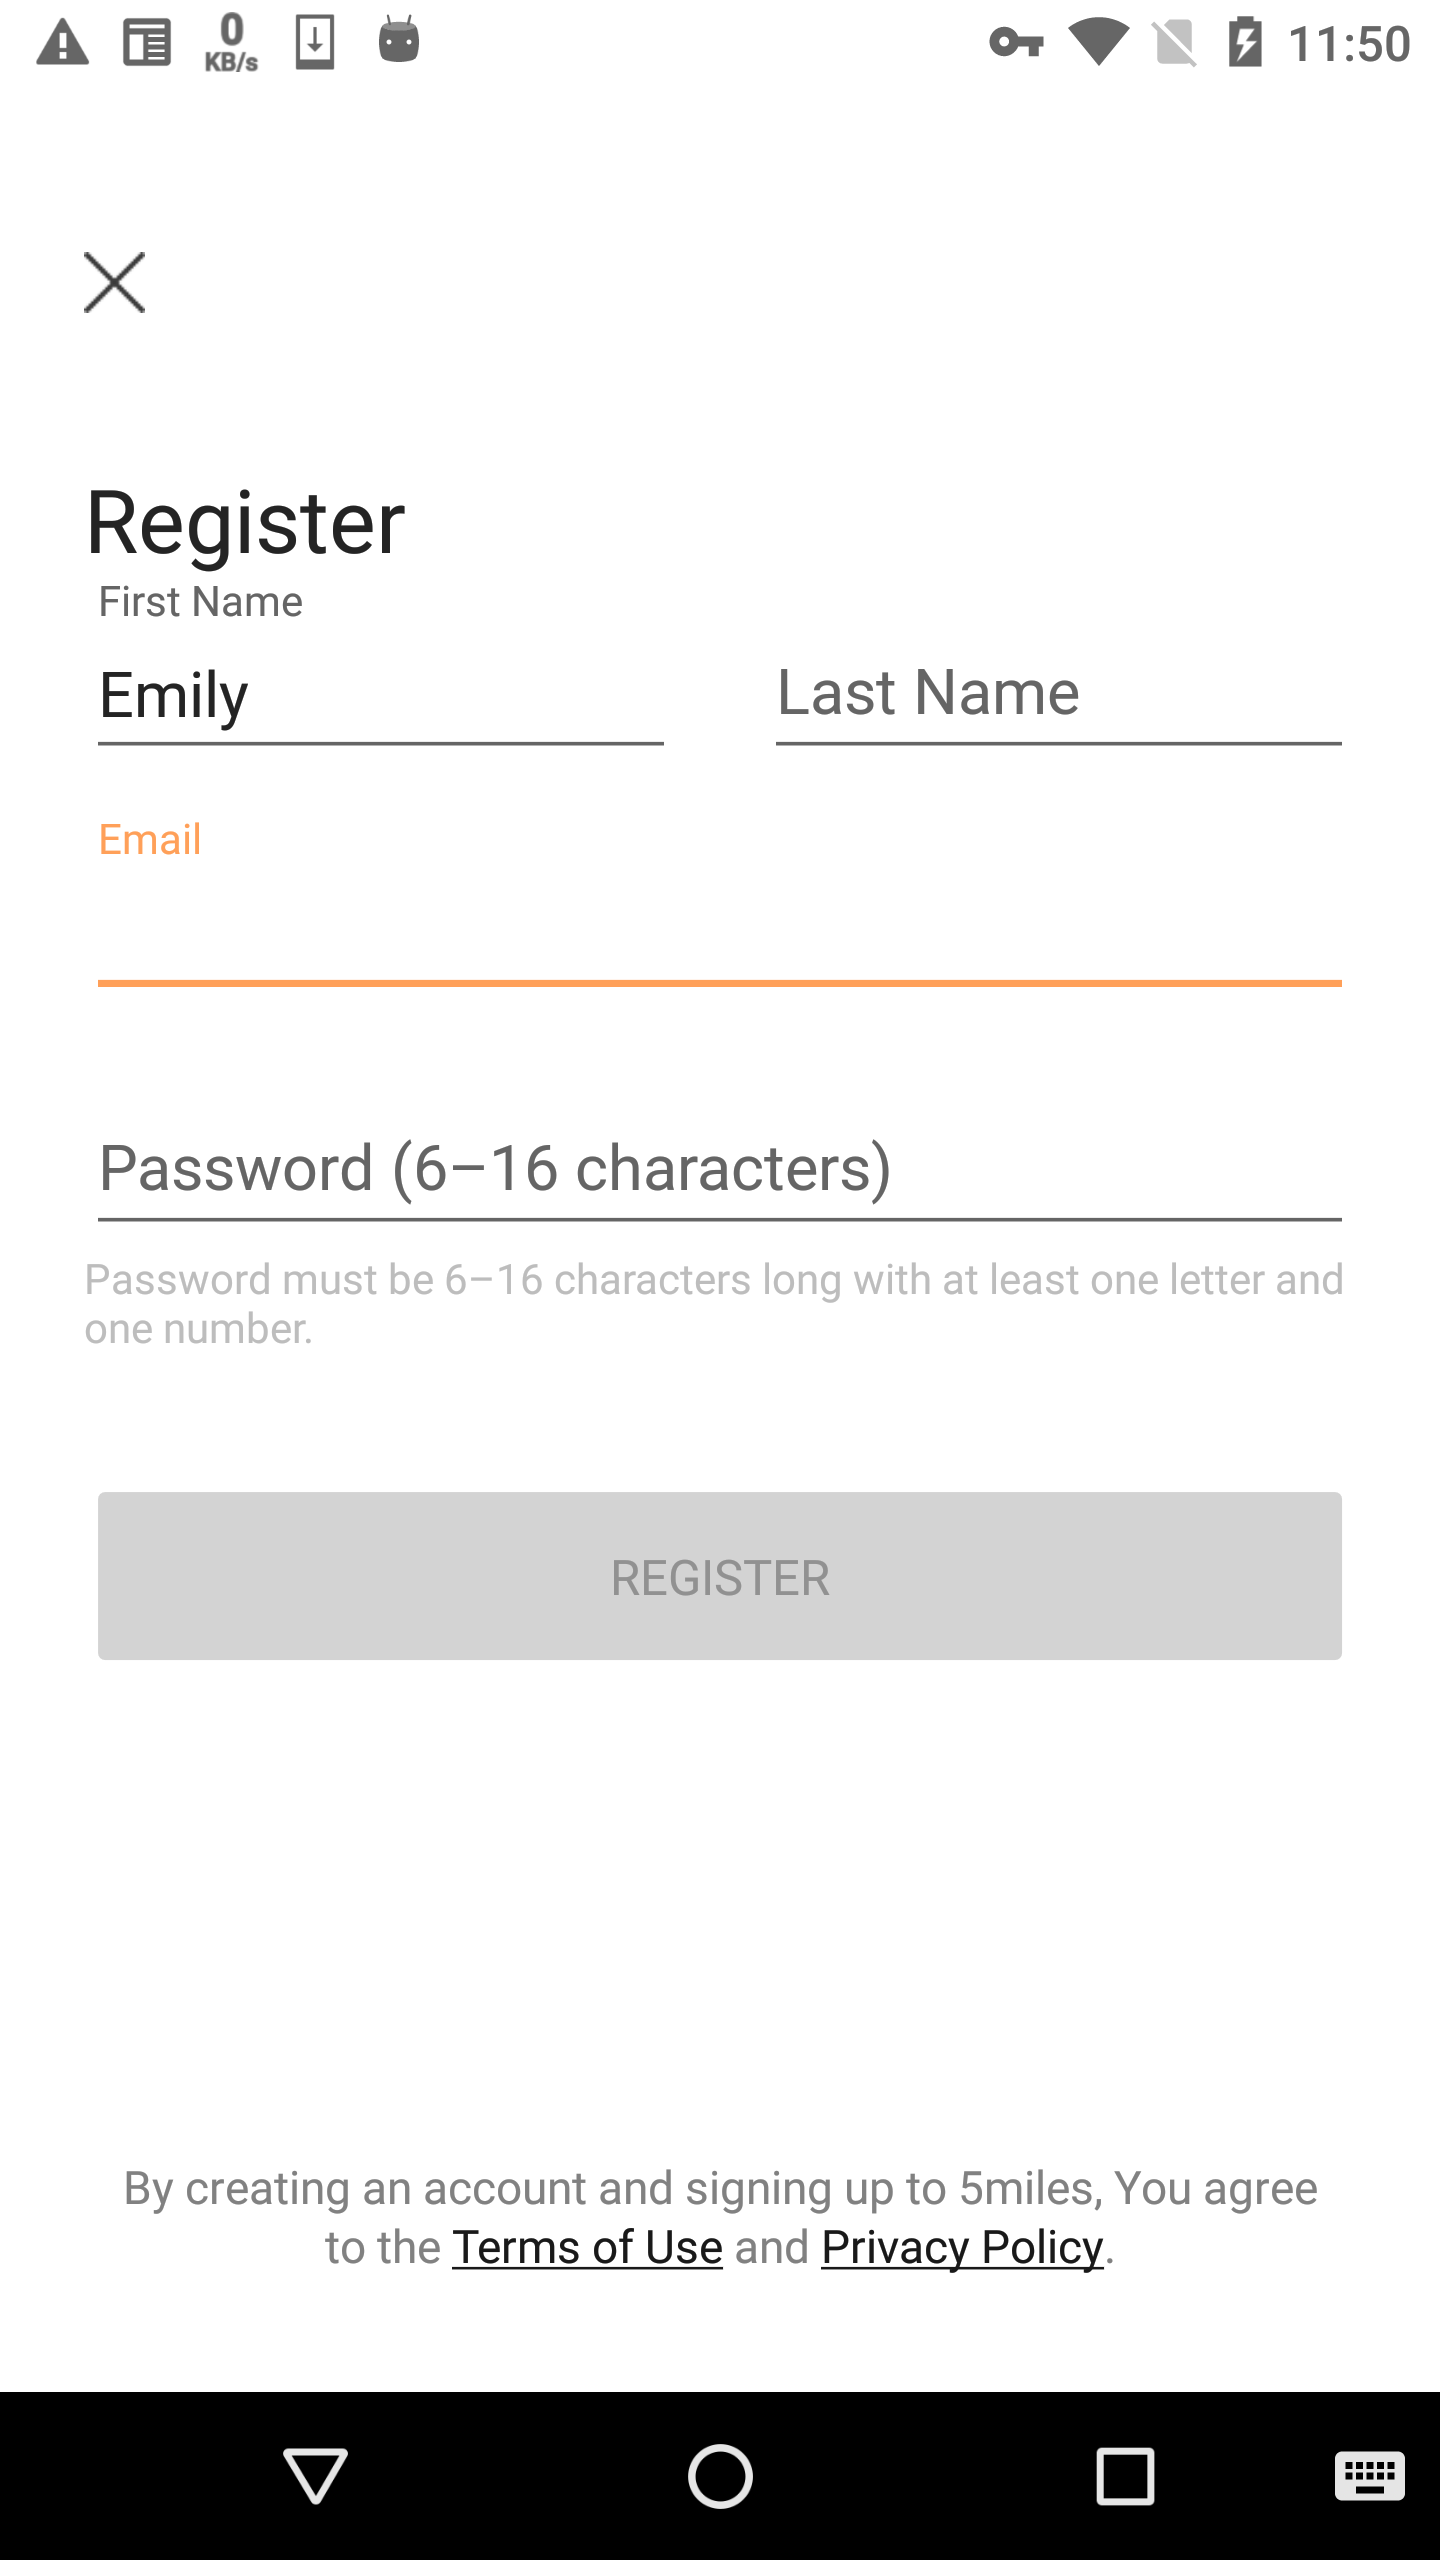 0
KB/s
11:50
Register
First Name
Emily
Last Name
Email
Password (6–16 characters)
Password must be 6–16 characters long with at least one letter and
one number.
REGISTER
By creating an account and signing up to 5miles, You agree
to the Terms of Use and Privacy Policy.